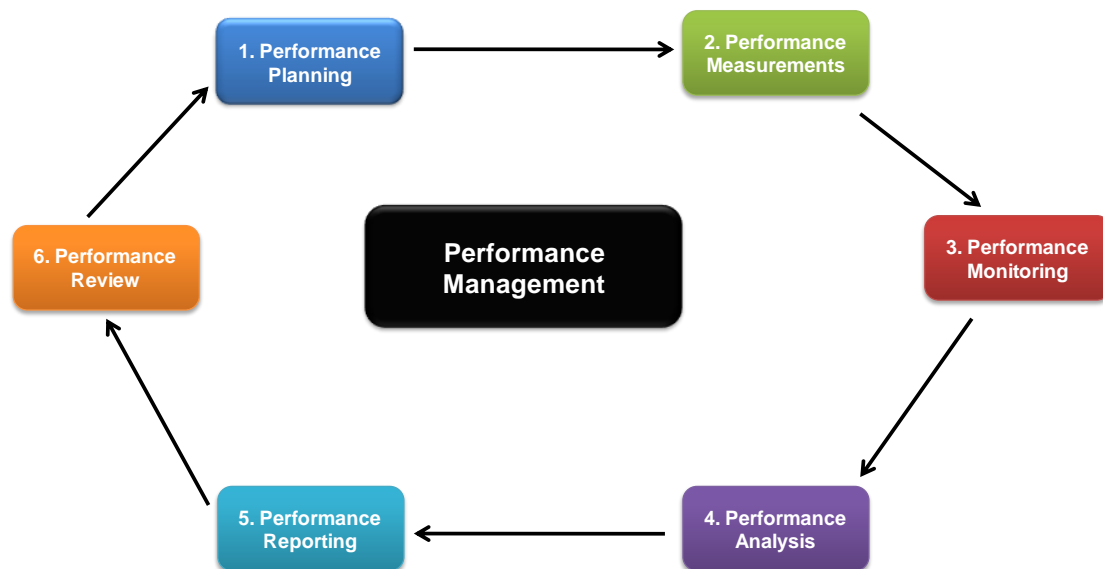 1. Performance
Planning
2. Performance
Measurements
3. Performance
Monitoring
4. Performance
Analysis
5. Performance
Reporting
6. Performance
Review
Performance
Management